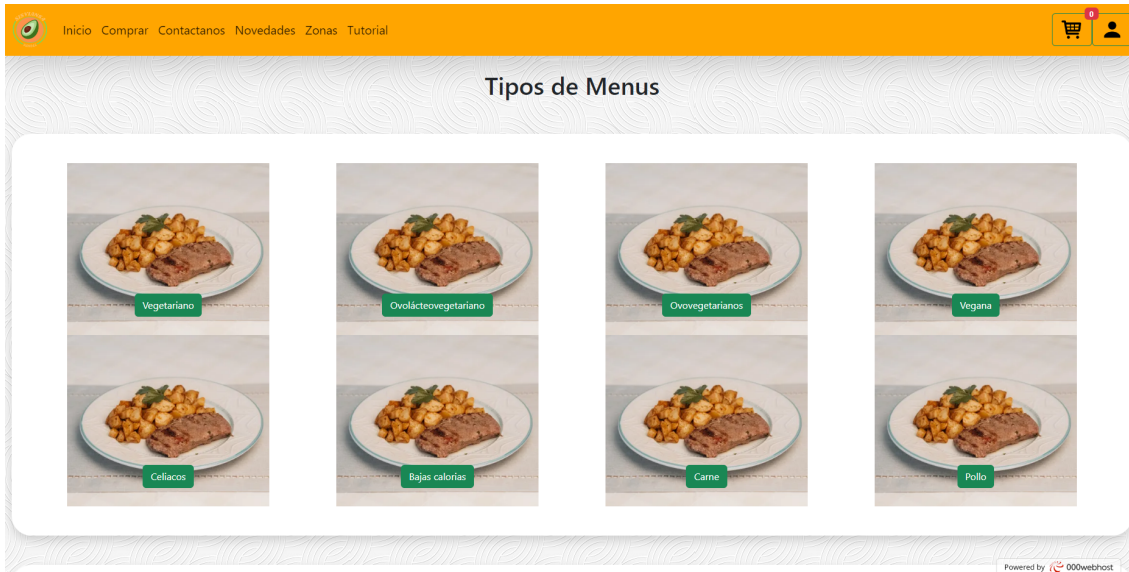 0
Inicio Comprar Contactanos Novedades Zonas Tutorial
Tipos de Menus
Vegetariano Ovolácteovegetariano Ovovegetarianos Vegana
Celiacos Bajas calorias Carne Pollo
Powered by 000webhost